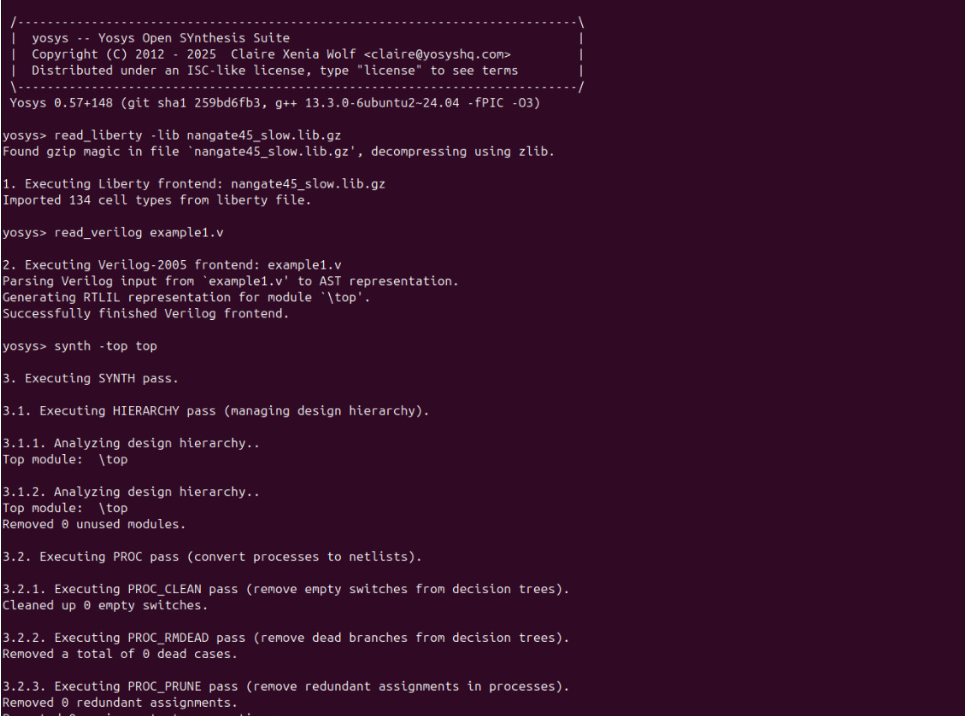 /-----------------------------------------------------------------------------\
| yosys -- Yosys Open SYnthesis Suite |
| Copyright (C) 2012 - 2025 Claire Xenia Wolf <claire@yosyshq.com> |
| Distributed under an ISC-like license, type "license" to see terms |
\-----------------------------------------------------------------------------/
Yosys 0.57+148 (git sha1 259bd6fb3, g++ 13.3.0-6ubuntu2~24.04 -fPIC -O3)
yosys> read_liberty -lib nangate45_slow.lib.gz
Found gzip magic in file `nangate45_slow.lib.gz', decompressing using zlib.
1. Executing Liberty frontend: nangate45_slow.lib.gz
Imported 134 cell types from liberty file.
yosys> read_verilog example1.v
2. Executing Verilog-2005 frontend: example1.v
Parsing Verilog input from `example1.v' to AST representation.
Generating RTLIL representation for module `\top'.
Successfully finished Verilog frontend.
yosys> synth -top top
3. Executing SYNTH pass.
3.1. Executing HIERARCHY pass (managing design hierarchy).
3.1.1. Analyzing design hierarchy..
Top module:  \top
3.1.2. Analyzing design hierarchy..
Top module:  \top
Removed 0 unused modules.
3.2. Executing PROC pass (convert processes to netlists).
3.2.1. Executing PROC_CLEAN pass (remove empty switches from decision trees).
Cleaned up 0 empty switches.
3.2.2. Executing PROC_RMDEAD pass (remove dead branches from decision trees).
Removed a total of 0 dead cases.
3.2.3. Executing PROC_PRUNE pass (remove redundant assignments in processes).
Removed 0 redundant assignments.